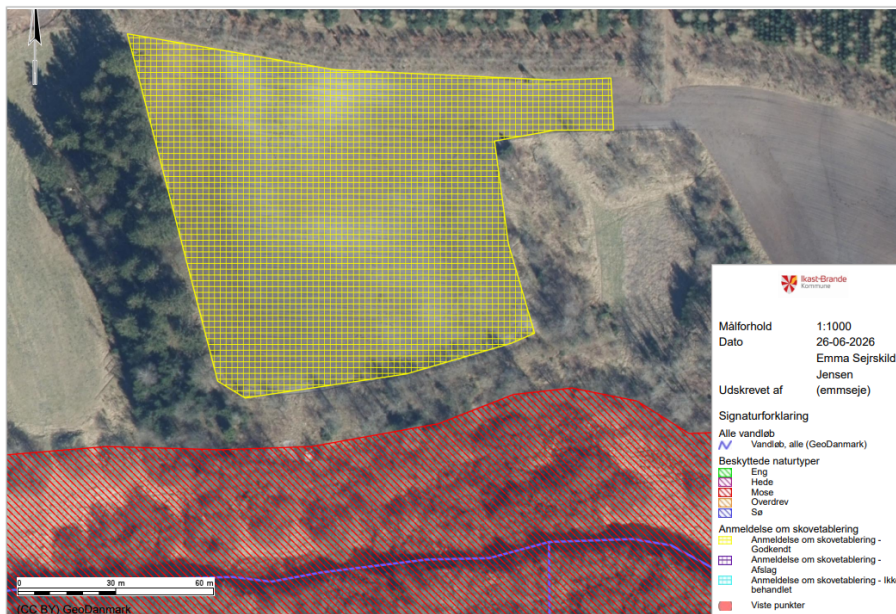 Ikast-Brande
Kommune
Målforhold 1:1000
Dato 26-06-2026
Emma Sejrskild
Jensen
Udskrevet af (emmseje)
Signaturforklaring
Alle vandløb
Vandløb, alle (GeoDanmark)
Beskyttede naturtyper
Eng
Hede
Mose
Overdrev
Sø
Anmeldelse om skovetablering
Anmeldelse om skovetablering -
Godkendt
Anmeldelse om skovetablering -
Afslag
Anmeldelse om skovetablering - Ikk
behandlet
Viste punkter
0 30 m 60 m
(CC BY) GeoDanmark